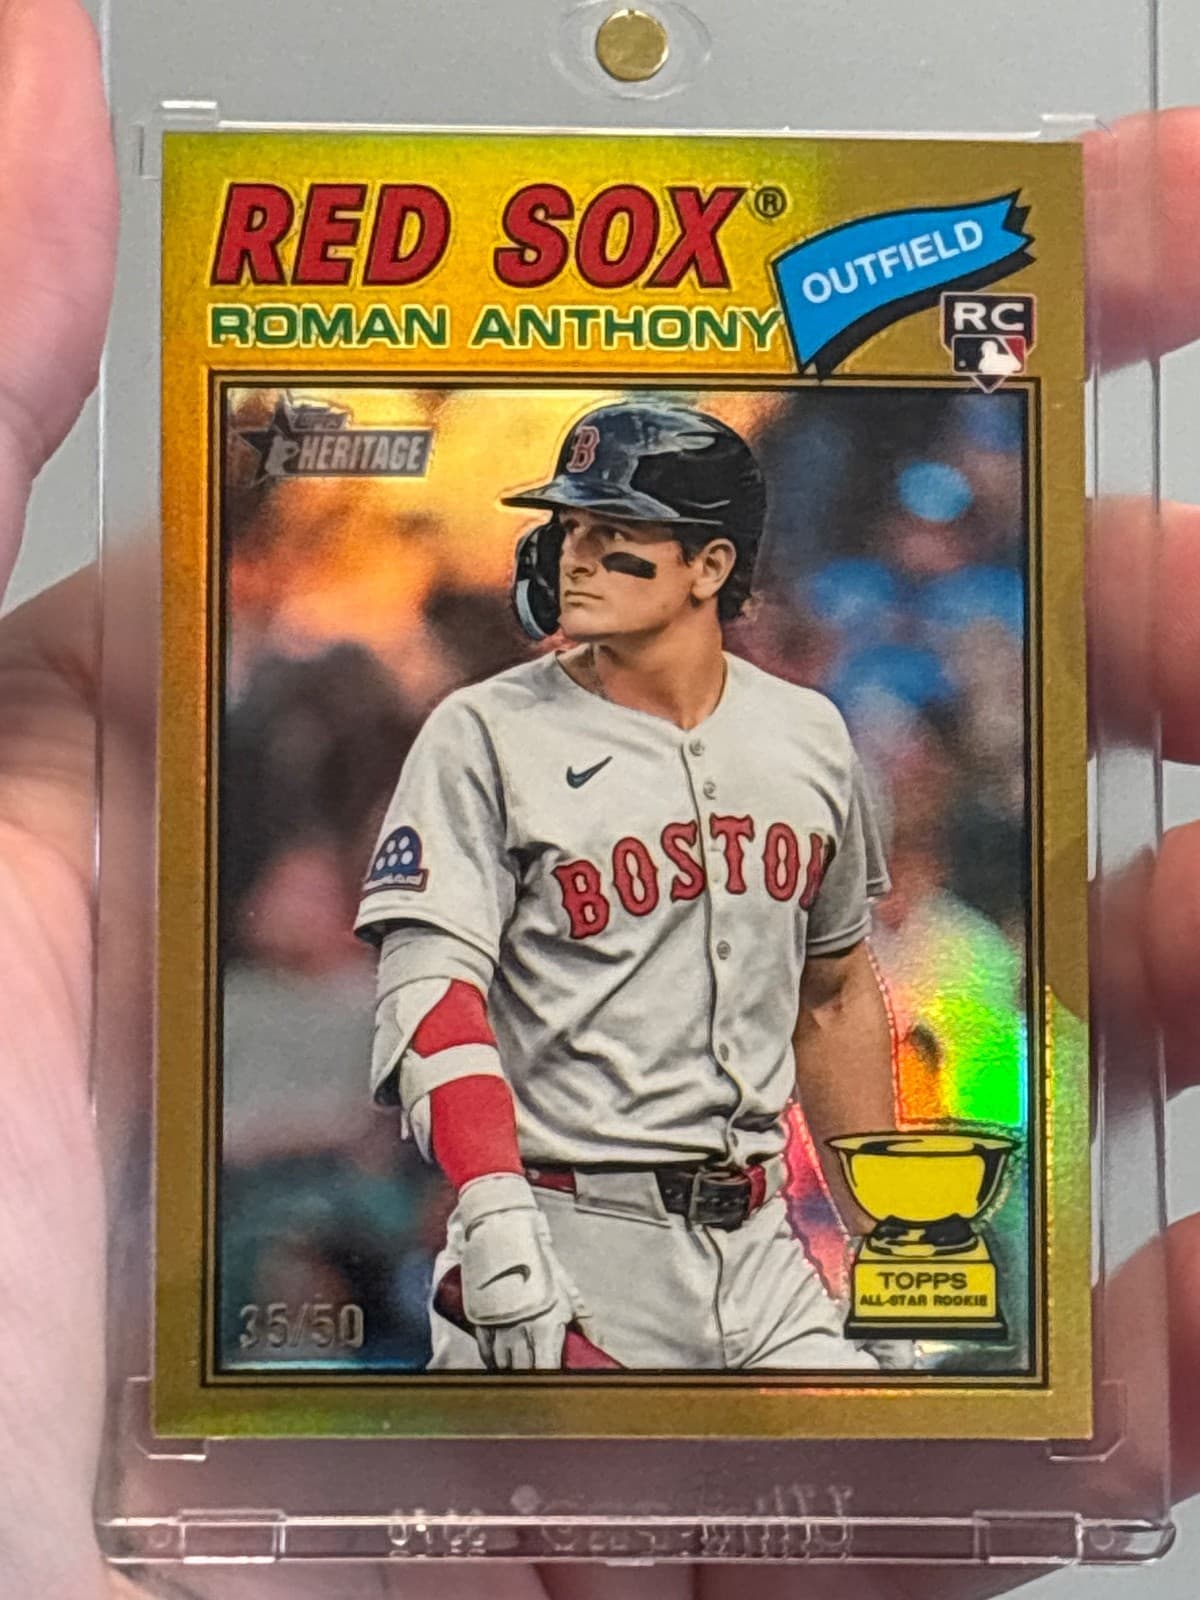 RED SOX®
OUTFIELD
ROMAN ANTHONY
RC
TOPPS
HERITAGE
B
BOSTON
TOPPS
ALL-STAR ROOKIE
35/50